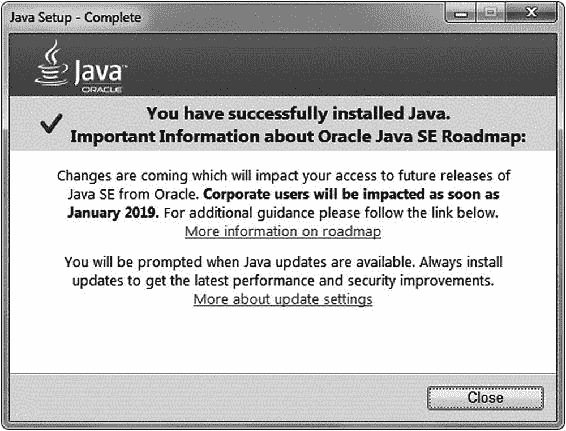 Java Setup - Complete
Java
ORACLE
You have successfully installed Java.
Important Information about Oracle Java SE Roadmap:
Changes are coming which will impact your access to future releases of
Java SE from Oracle. Corporate users will be impacted as soon as
January 2019. For additional guidance please follow the link below.
More information on roadmap
You will be prompted when Java updates are available. Always install
updates to get the latest performance and security improvements.
More about update settings
Close